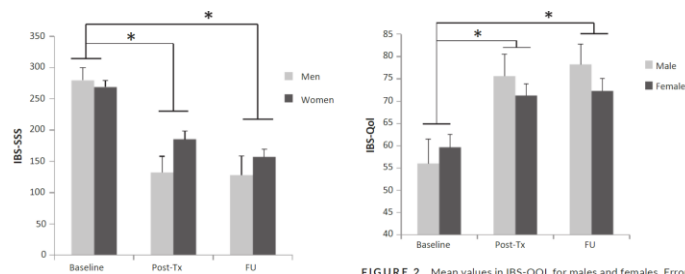 *
*
350
300
250
200
150
100
50
0
IBS-SSS
Men
Women
Baseline
Post-Tx
FU
*
*
85
80
75
70
65
60
55
50
45
40
IBS-Qol
Male
Female
Baseline
Post-Tx
FU
FIGURE 2 Mean values in IBS-QOL for males and females. Erro